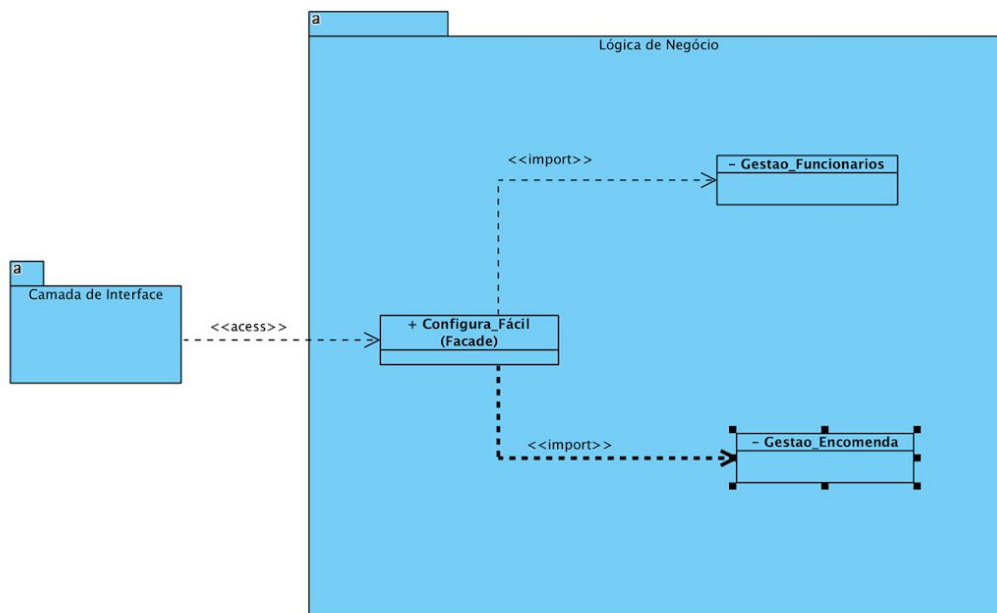 a
Lógica de Negócio
<<import>>
- Gestao_Funcionarios
a
Camada de Interface
<<acess>>
+ Configura_Fácil
(Facade)
<<import>>
- Gestao_Encomenda